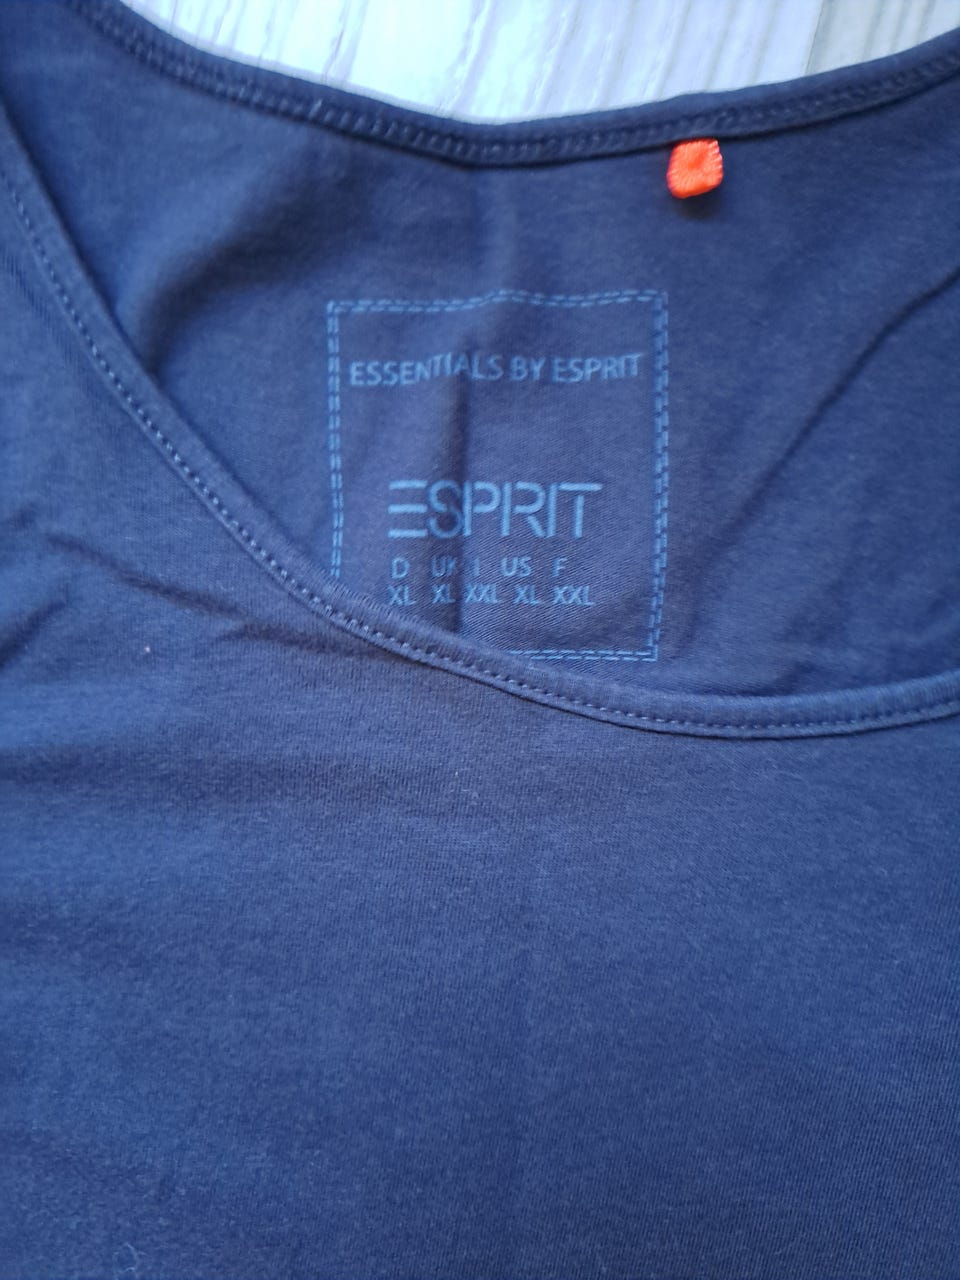 ESSENTIALS BY ESPRIT
ESPRIT
D UK I US F
XL XL XXL XL XXL